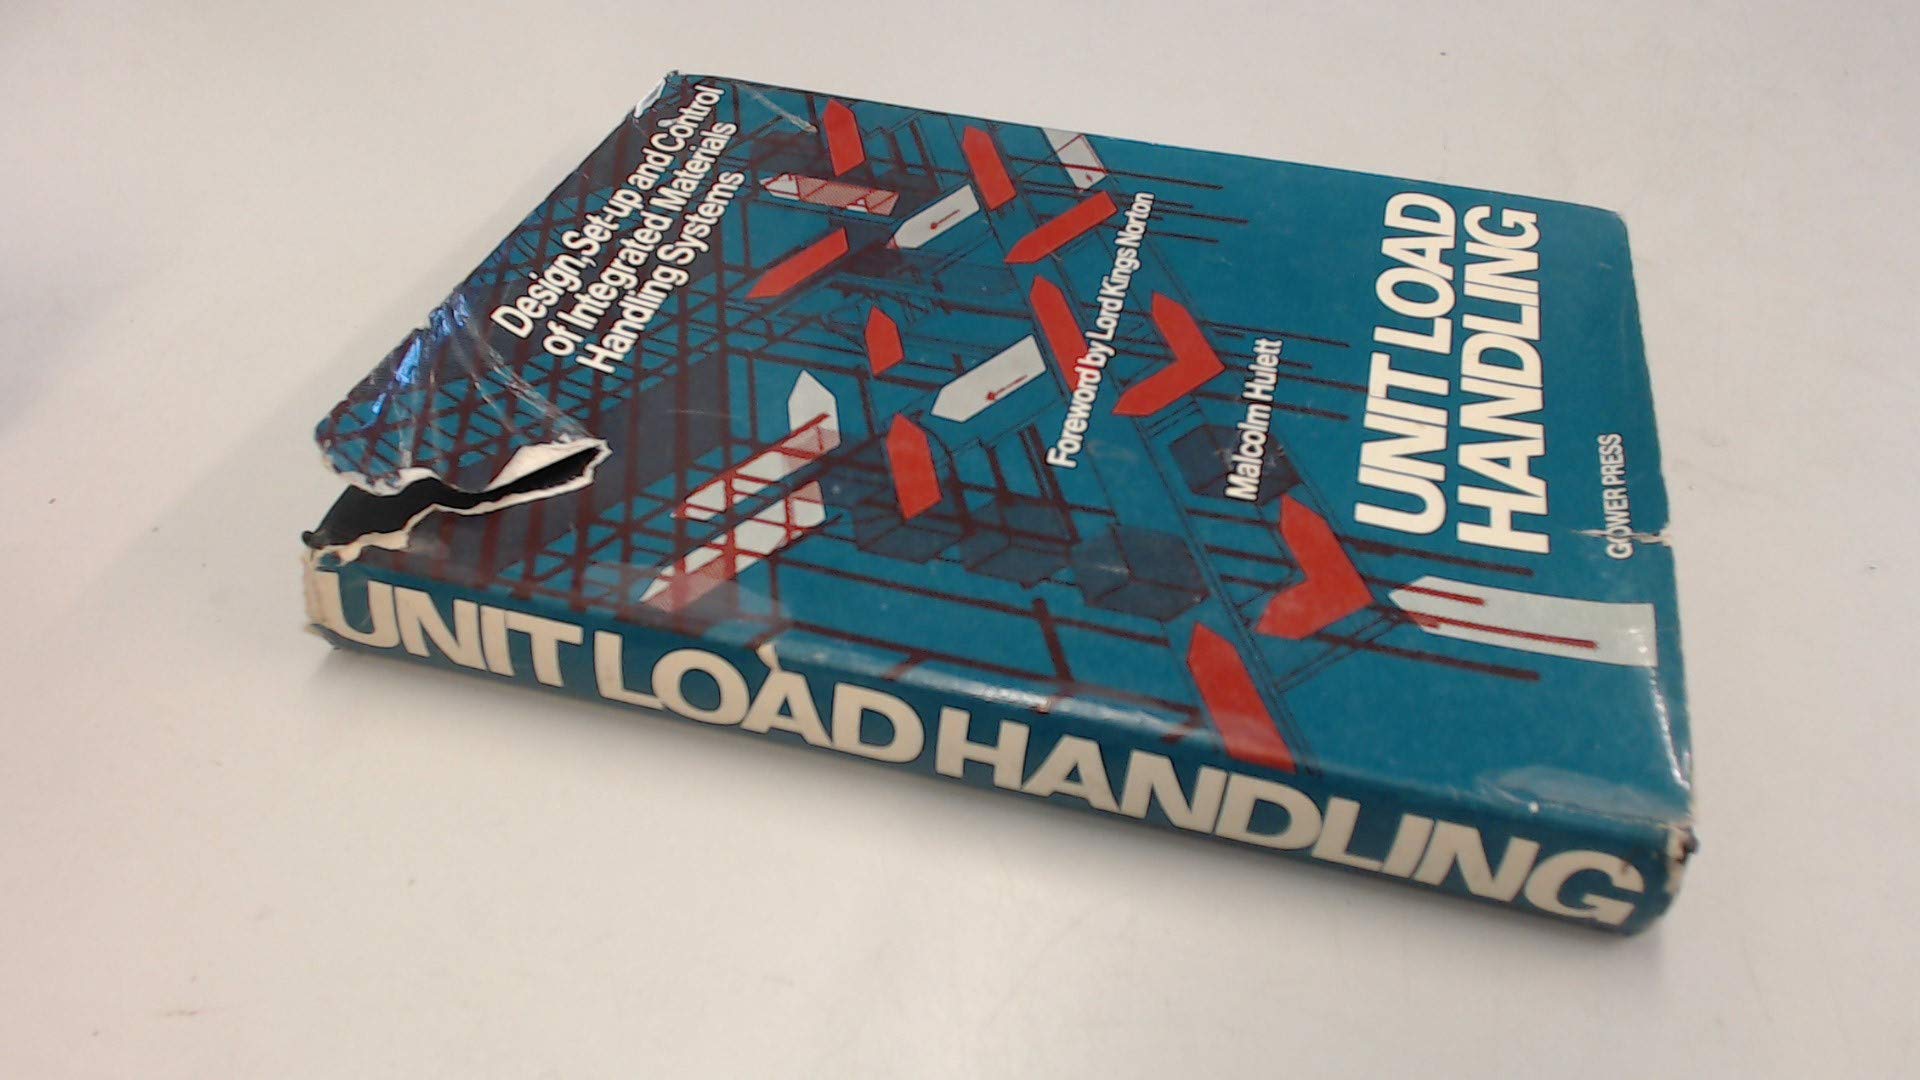 Design, Set-up and Control
of Integrated Materials
Handling Systems
Foreword by Lord Kings Norton
Malcolm Hulett
UNIT LOAD
HANDLING
GOWER PRESS
UNIT LOAD HANDLING